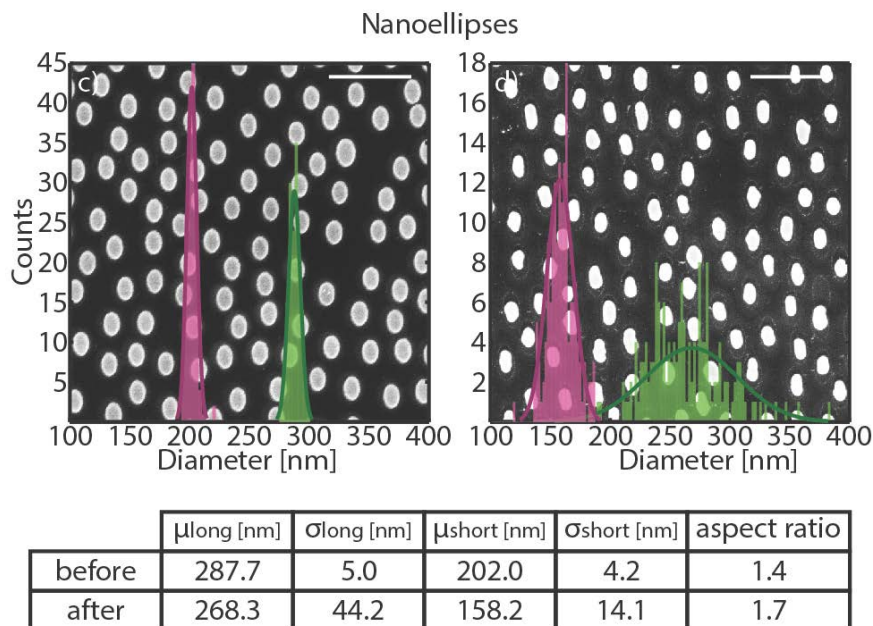 Nanoellipses
c)
45
40
35
30
25
20
15
10
5
Counts
100 150 200 250 300 350 400
Diameter [nm]
d)
18
16
14
12
10
8
6
4
2
100 150 200 250 300 350 400
Diameter [nm]
μlong [nm] σlong [nm] μshort [nm] σshort [nm] aspect ratio
before 287.7 5.0 202.0 4.2 1.4
after 268.3 44.2 158.2 14.1 1.7